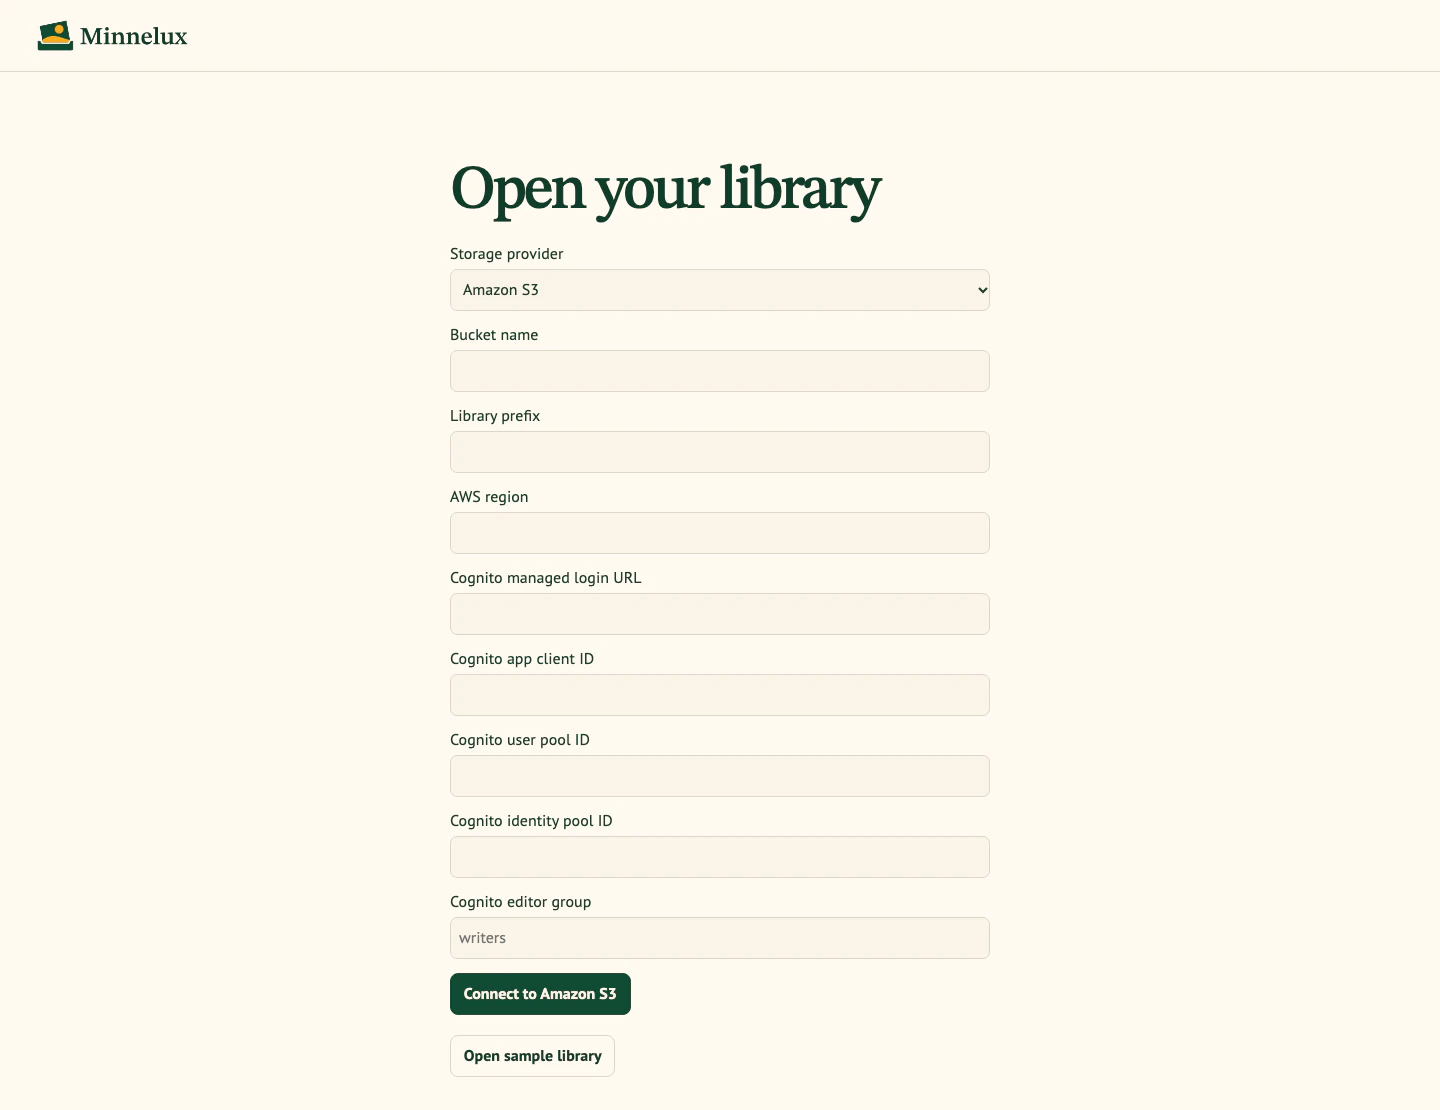 Minnelux
Open your library
Storage provider
Amazon S3
Bucket name
Library prefix
AWS region
Cognito managed login URL
Cognito app client ID
Cognito user pool ID
Cognito identity pool ID
Cognito editor group
writers
Connect to Amazon S3
Open sample library